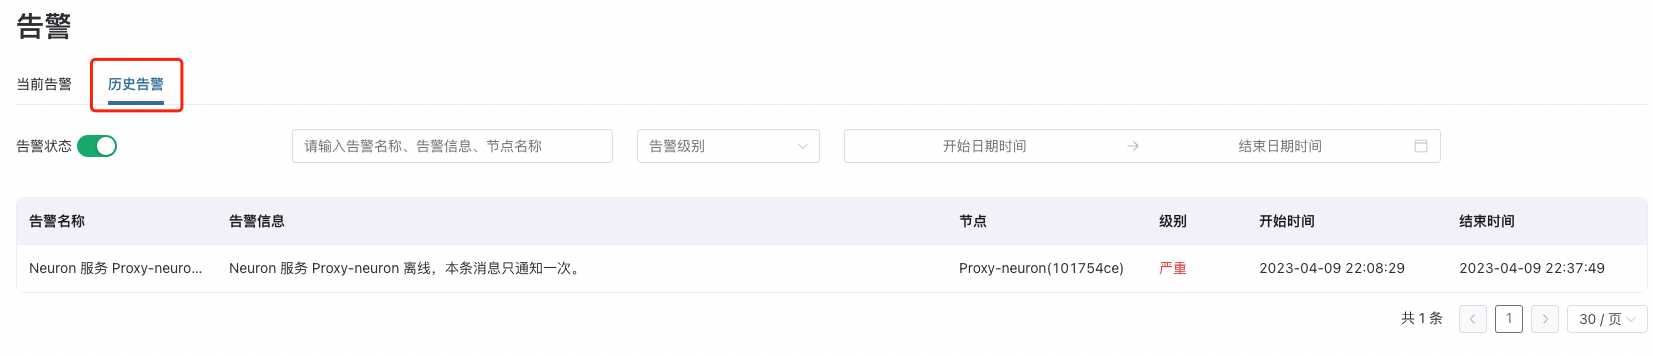 告警
当前告警 历史告警
告警状态 请输入告警名称、告警信息、节点名称 告警级别 开始日期时间 → 结束日期时间
告警名称 告警信息 节点 级别 开始时间 结束时间
Neuron 服务 Proxy-neuro... Neuron 服务 Proxy-neuron 离线，本条消息只通知一次。 Proxy-neuron(101754ce) 严重 2023-04-09 22:08:29 2023-04-09 22:37:49
共 1 条 1 30 / 页